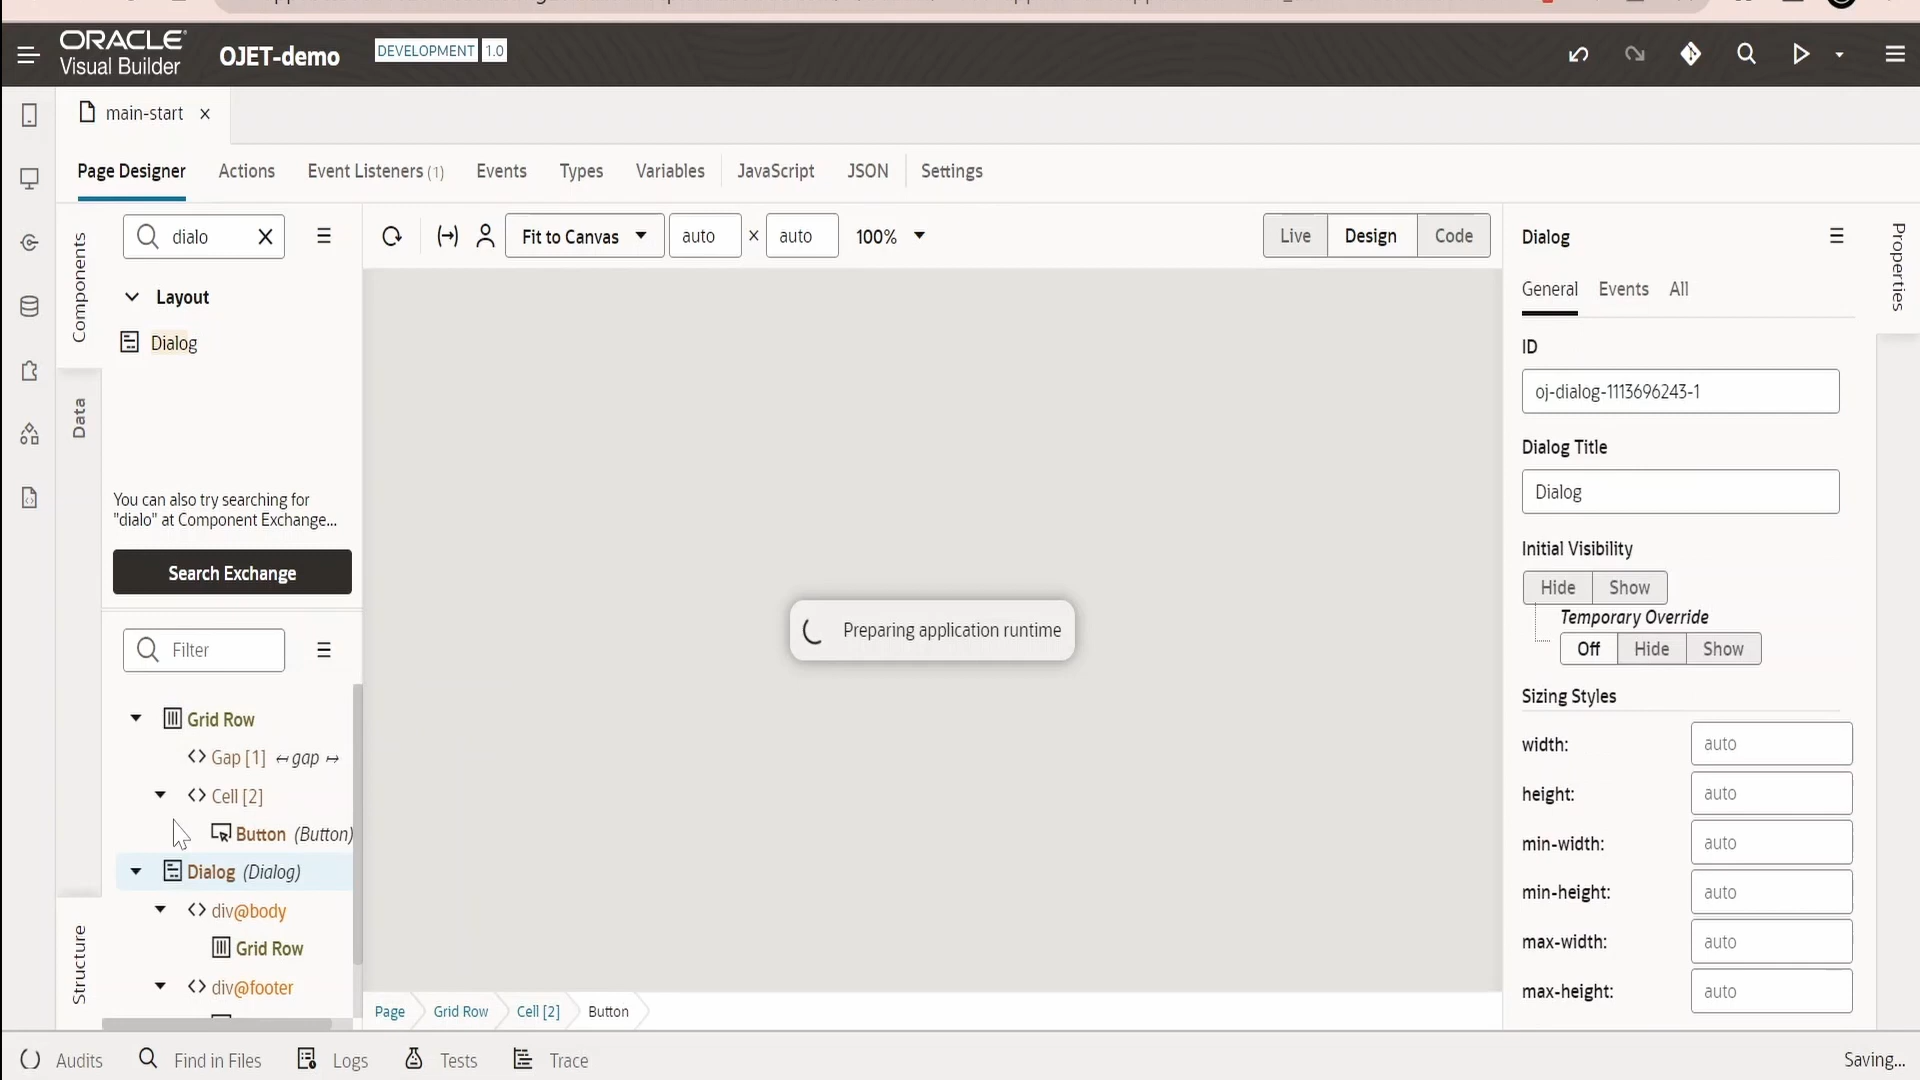 ORACLE
Visual Builder
OJET-demo
DEVELOPMENT 1.0
main-start
Page Designer
Actions
Event Listeners (1)
Events
Types
Variables
JavaScript
JSON
Settings
Components
Data
Structure
dialo
Layout
Dialog
You can also try searching for
"dialo" at Component Exchange...
Search Exchange
Filter
Grid Row
Gap [1] gap
Cell [2]
Button (Button)
Dialog (Dialog)
div@body
Grid Row
div@footer
Fit to Canvas
auto × auto
100%
Live
Design
Code
Preparing application runtime
Page
Grid Row
Cell [2]
Button
Properties
Dialog
General
Events
All
ID
oj-dialog-1113696243-1
Dialog Title
Dialog
Initial Visibility
Hide
Show
Temporary Override
Off
Hide
Show
Sizing Styles
width: auto
height: auto
min-width: auto
min-height: auto
max-width: auto
max-height: auto
Audits
Find in Files
Logs
Tests
Trace
Saving...